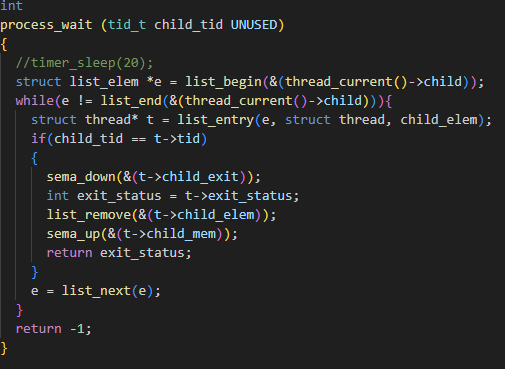 int
process_wait (tid_t child_tid UNUSED)
{
  //timer_sleep(20);
  struct list_elem *e = list_begin(&(thread_current()->child));
  while(e != list_end(&(thread_current()->child))){
    struct thread* t = list_entry(e, struct thread, child_elem);
    if(child_tid == t->tid)
    {
      sema_down(&(t->child_exit));
      int exit_status = t->exit_status;
      list_remove(&(t->child_elem));
      sema_up(&(t->child_mem));
      return exit_status;
    }
    e = list_next(e);
  }
  return -1;
}